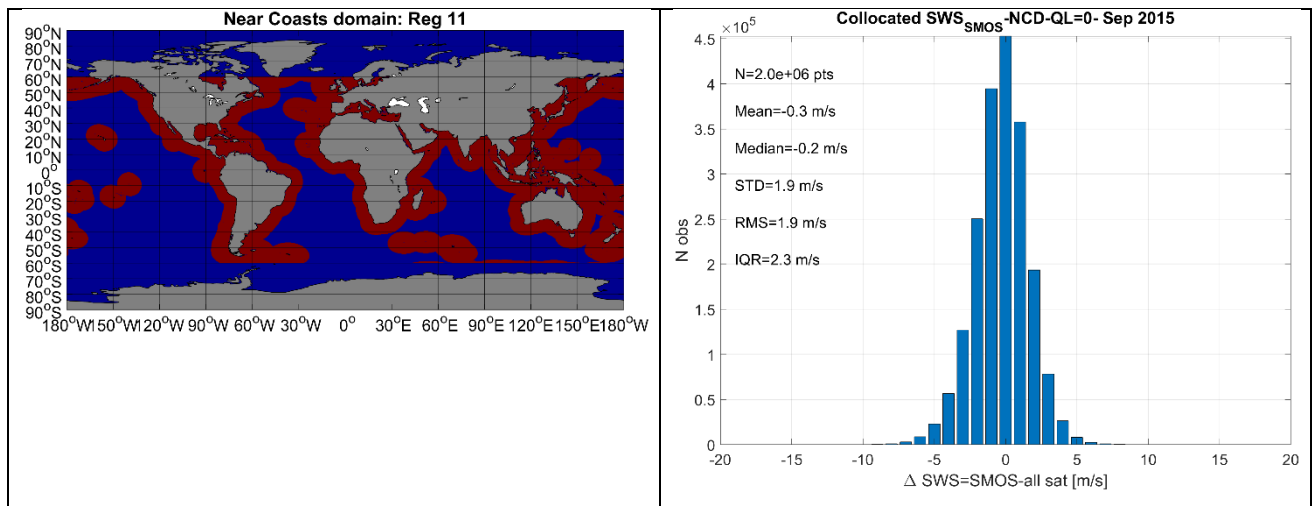 Near Coasts domain: Reg 11
90°N
80°N
70°N
60°N
50°N
40°N
30°N
20°N
10°N
0°
10°S
20°S
30°S
40°S
50°S
60°S
70°S
80°S
90°S
180°W150°W120°W90°W 60°W 30°W 0° 30°E 60°E 90°E 120°E150°E180°W
Collocated SWS_SMOS-NCD-QL=0- Sep 2015
×10^5
4.5
4
3.5
3
2.5
2
1.5
1
0.5
0
N obs
N=2.0e+06 pts
Mean=-0.3 m/s
Median=-0.2 m/s
STD=1.9 m/s
RMS=1.9 m/s
IQR=2.3 m/s
-20 -15 -10 -5 0 5 10 15 20
Δ SWS=SMOS-all sat [m/s]